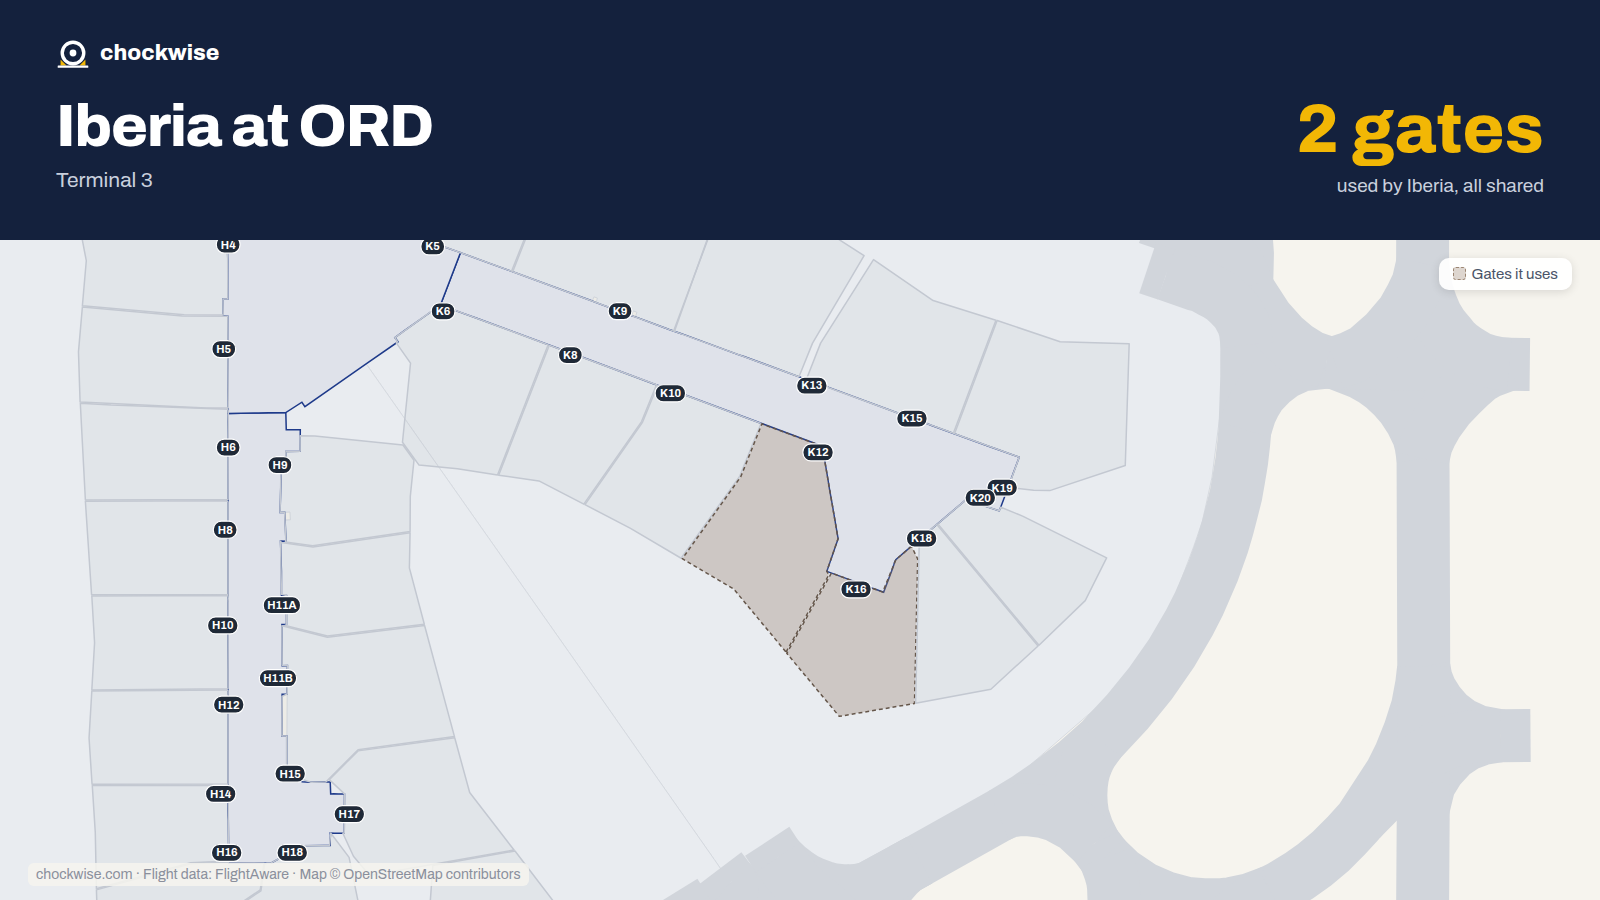 chockwise
Iberia at ORD
Terminal 3
2 gates
used by Iberia, all shared
Gates it uses
H4
K5
K6
K9
H5
K8
K10
K13
K15
H6
H9
K12
K19
K20
H8
K18
K16
H11A
H10
H11B
H12
H15
H14
H17
H16
H18
chockwise.com · Flight data: FlightAware · Map © OpenStreetMap contributors